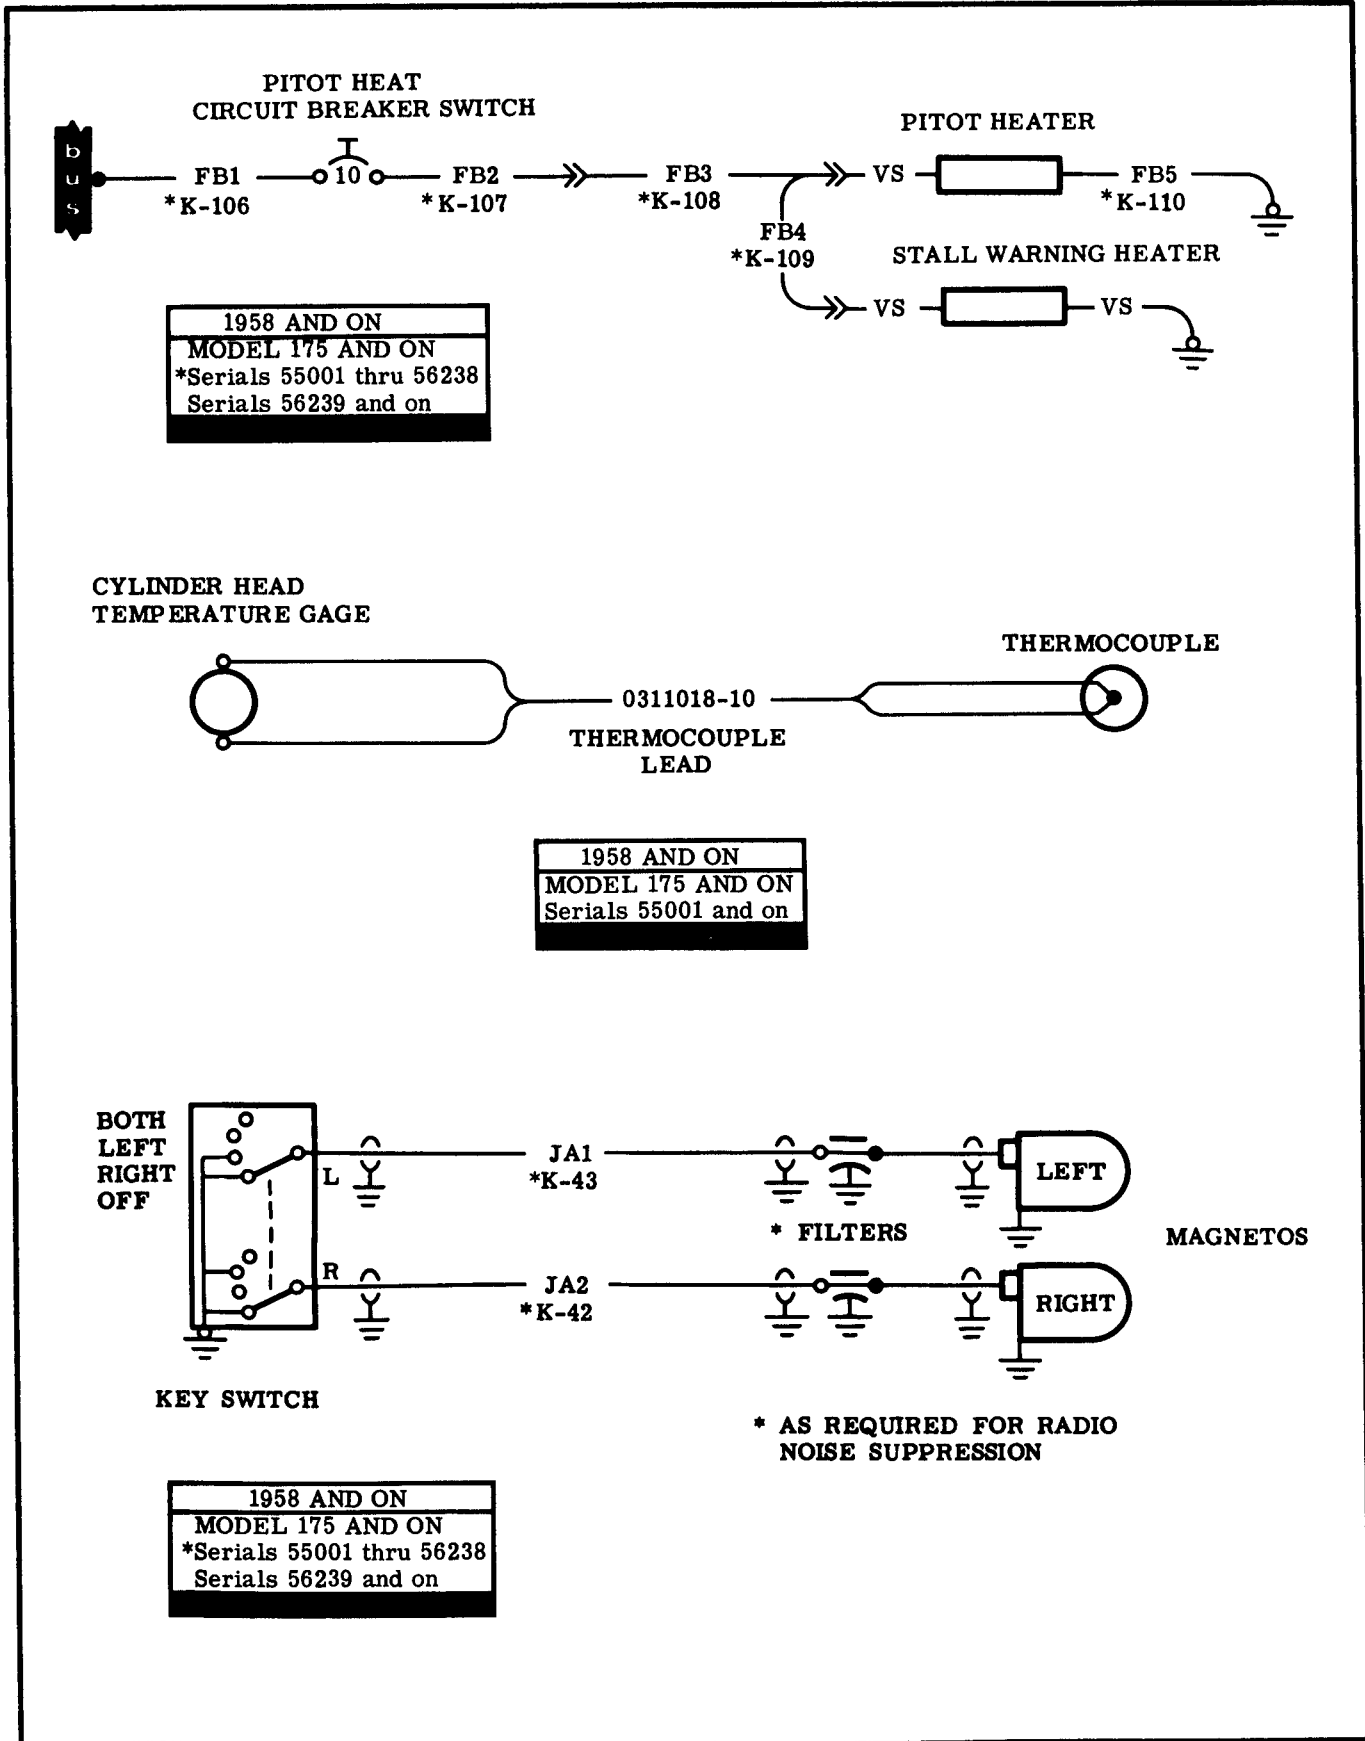 PITOT HEAT
CIRCUIT BREAKER SWITCH
bus
FB1
*K-106
10
FB2
*K-107
FB3
*K-108
FB4
*K-109
PITOT HEATER
VS
FB5
*K-110
STALL WARNING HEATER
VS
VS
1958 AND ON
MODEL 175 AND ON
*Serials 55001 thru 56238
Serials 56239 and on
CYLINDER HEAD
TEMPERATURE GAGE
0311018-10
THERMOCOUPLE
LEAD
THERMOCOUPLE
1958 AND ON
MODEL 175 AND ON
Serials 55001 and on
BOTH
LEFT
RIGHT
OFF
L
R
JA1
*K-43
JA2
*K-42
* FILTERS
LEFT
RIGHT
MAGNETOS
KEY SWITCH
* AS REQUIRED FOR RADIO
NOISE SUPPRESSION
1958 AND ON
MODEL 175 AND ON
*Serials 55001 thru 56238
Serials 56239 and on